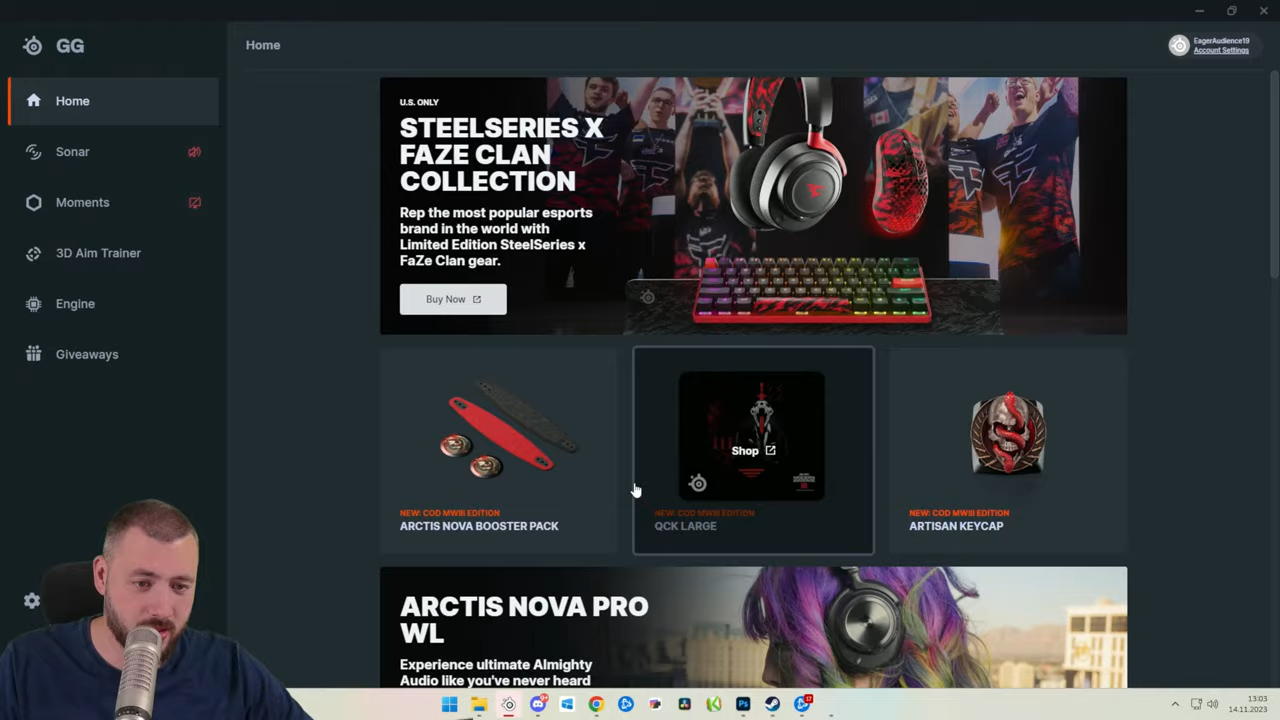 GG
Home
EagerAudience19
Account Settings
Home
Sonar
Moments
3D Aim Trainer
Engine
Giveaways
U.S. ONLY
STEELSERIES X
FAZE CLAN
COLLECTION
Rep the most popular esports
brand in the world with
Limited Edition SteelSeries x
FaZe Clan gear.
Buy Now
Shop
NEW: COD MWIII EDITION
ARCTIS NOVA BOOSTER PACK
NEW: COD MWIII EDITION
QCK LARGE
NEW: COD MWIII EDITION
ARTISAN KEYCAP
ARCTIS NOVA PRO
WL
Experience ultimate Almighty
Audio like you've never heard
13:03
14.11.2023